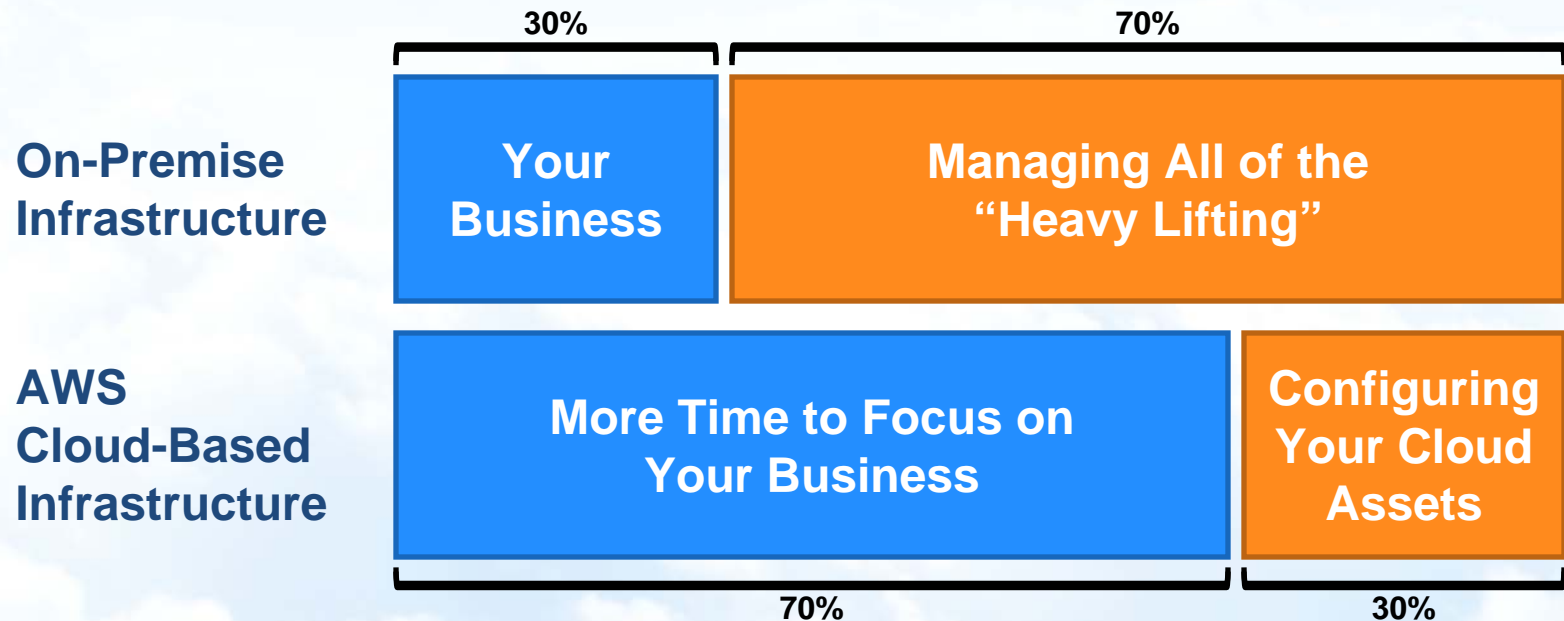 30%
70%
On-Premise
Infrastructure
Your
Business
Managing All of the
“Heavy Lifting”
AWS
Cloud-Based
Infrastructure
More Time to Focus on
Your Business
Configuring
Your Cloud
Assets
70%
30%